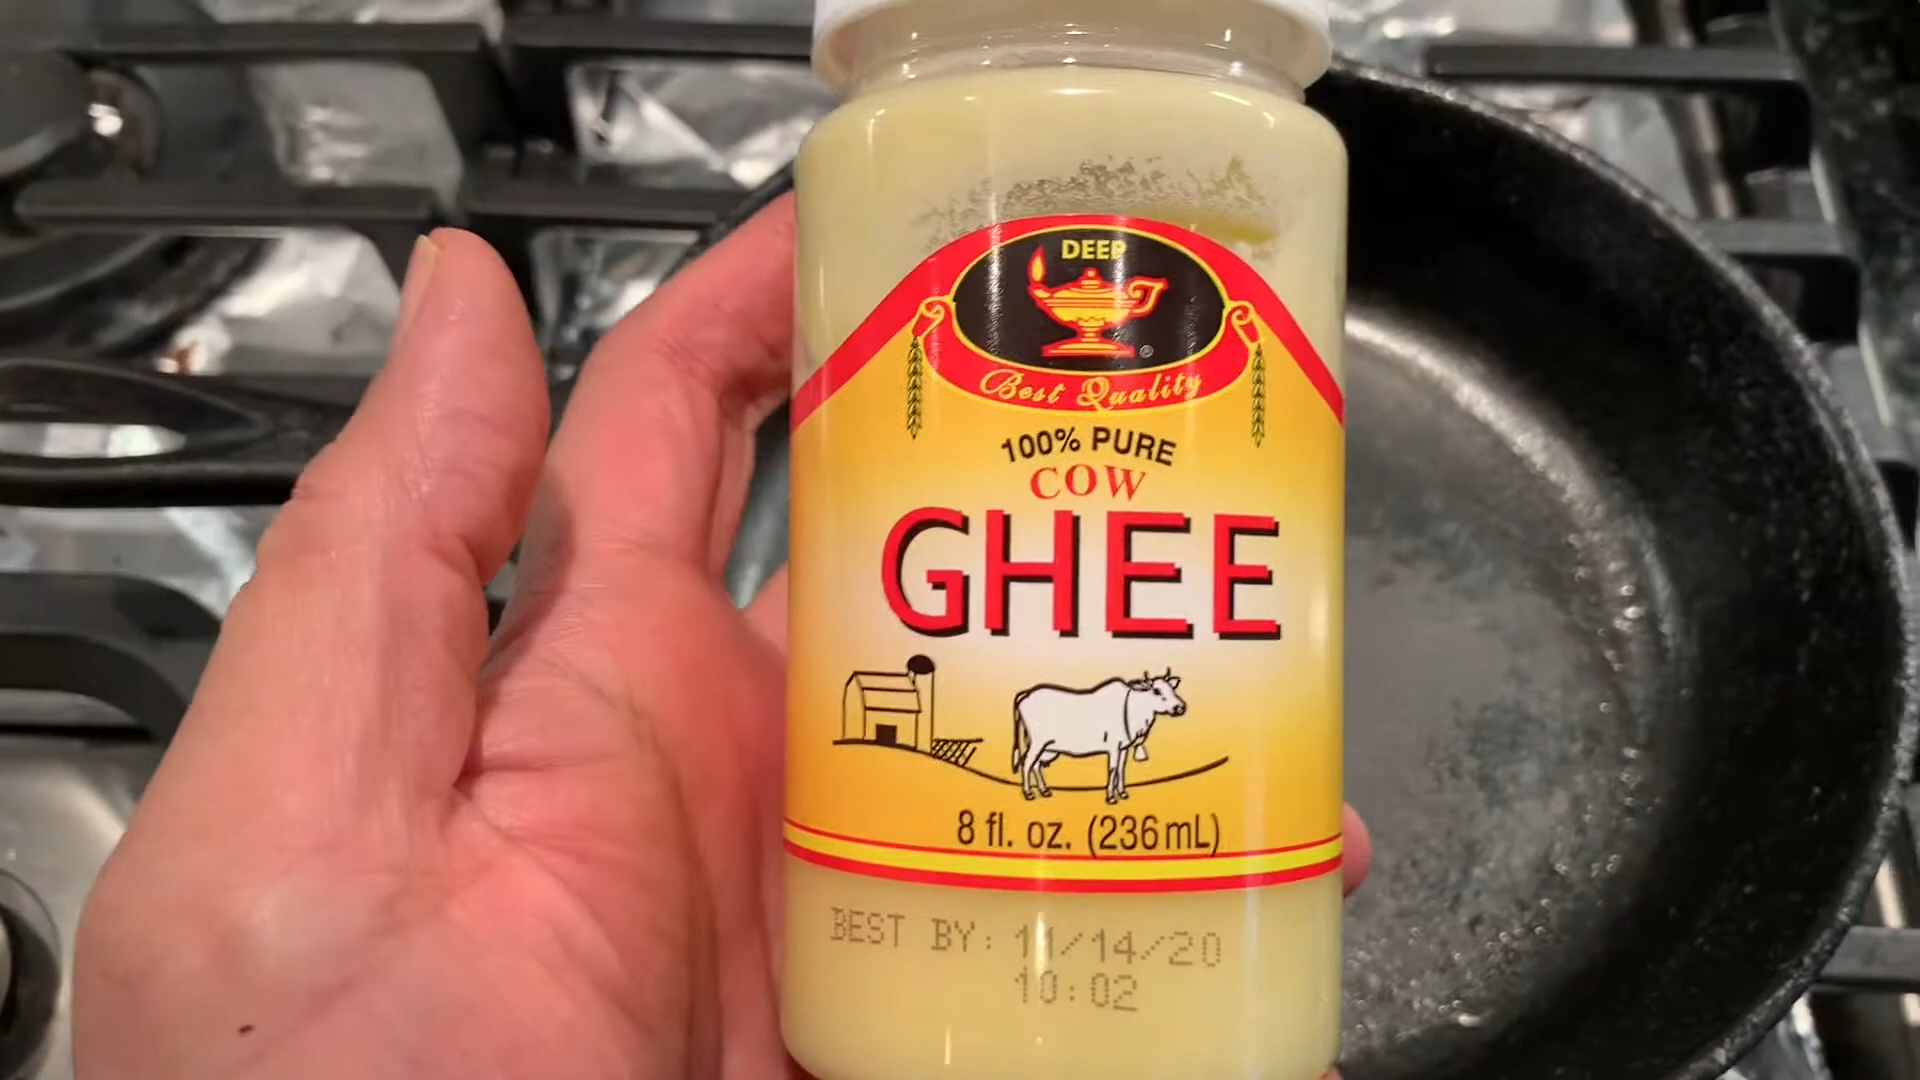 DEEP
®
Best Quality
100% PURE
COW
GHEE
8 fl. oz. (236mL)
BEST BY: 11/14/20
10:02